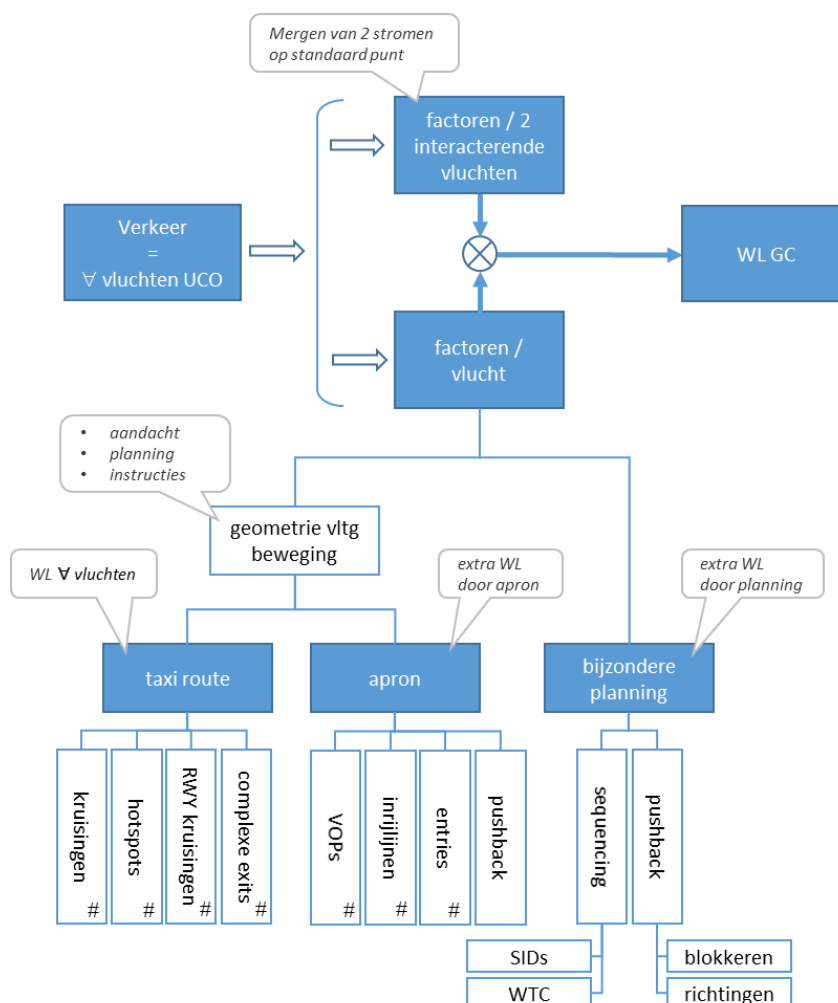 Mergen van 2 stromen
op standaard punt
factoren / 2
interacterende
vluchten
Verkeer
=
∀ vluchten UCO
WL GC
factoren /
vlucht
• aandacht
• planning
• instructies
geometrie vltg
beweging
WL ∀ vluchten
extra WL
door apron
extra WL
door planning
taxi route
apron
bijzondere
planning
kruisingen #
hotspots #
RWY kruisingen #
complexe exits #
VOPs #
inrijlijnen #
entries #
pushback
sequencing
pushback
SIDs
blokkeren
WTC
richtingen